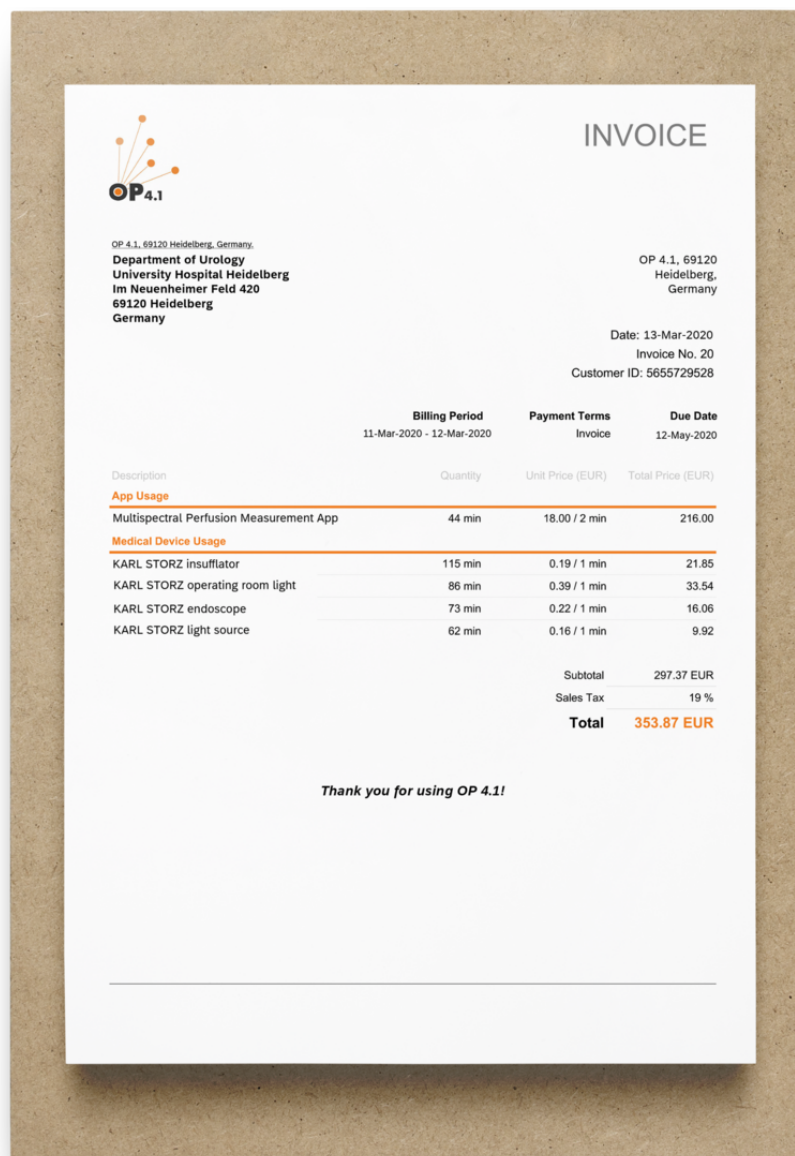 INVOICE
OP4.1
OP 4.1, 69120 Heidelberg, Germany.
Department of Urology
University Hospital Heidelberg
Im Neuenheimer Feld 420
69120 Heidelberg
Germany
OP 4.1, 69120
Heidelberg,
Germany
Date: 13-Mar-2020
Invoice No. 20
Customer ID: 5655729528
Billing Period Payment Terms Due Date
11-Mar-2020 - 12-Mar-2020 Invoice 12-May-2020
Description Quantity Unit Price (EUR) Total Price (EUR)
App Usage
Multispectral Perfusion Measurement App 44 min 18.00 / 2 min 216.00
Medical Device Usage
KARL STORZ insufflator 115 min 0.19 / 1 min 21.85
KARL STORZ operating room light 86 min 0.39 / 1 min 33.54
KARL STORZ endoscope 73 min 0.22 / 1 min 16.06
KARL STORZ light source 62 min 0.16 / 1 min 9.92
Subtotal 297.37 EUR
Sales Tax 19 %
Total 353.87 EUR
Thank you for using OP 4.1!